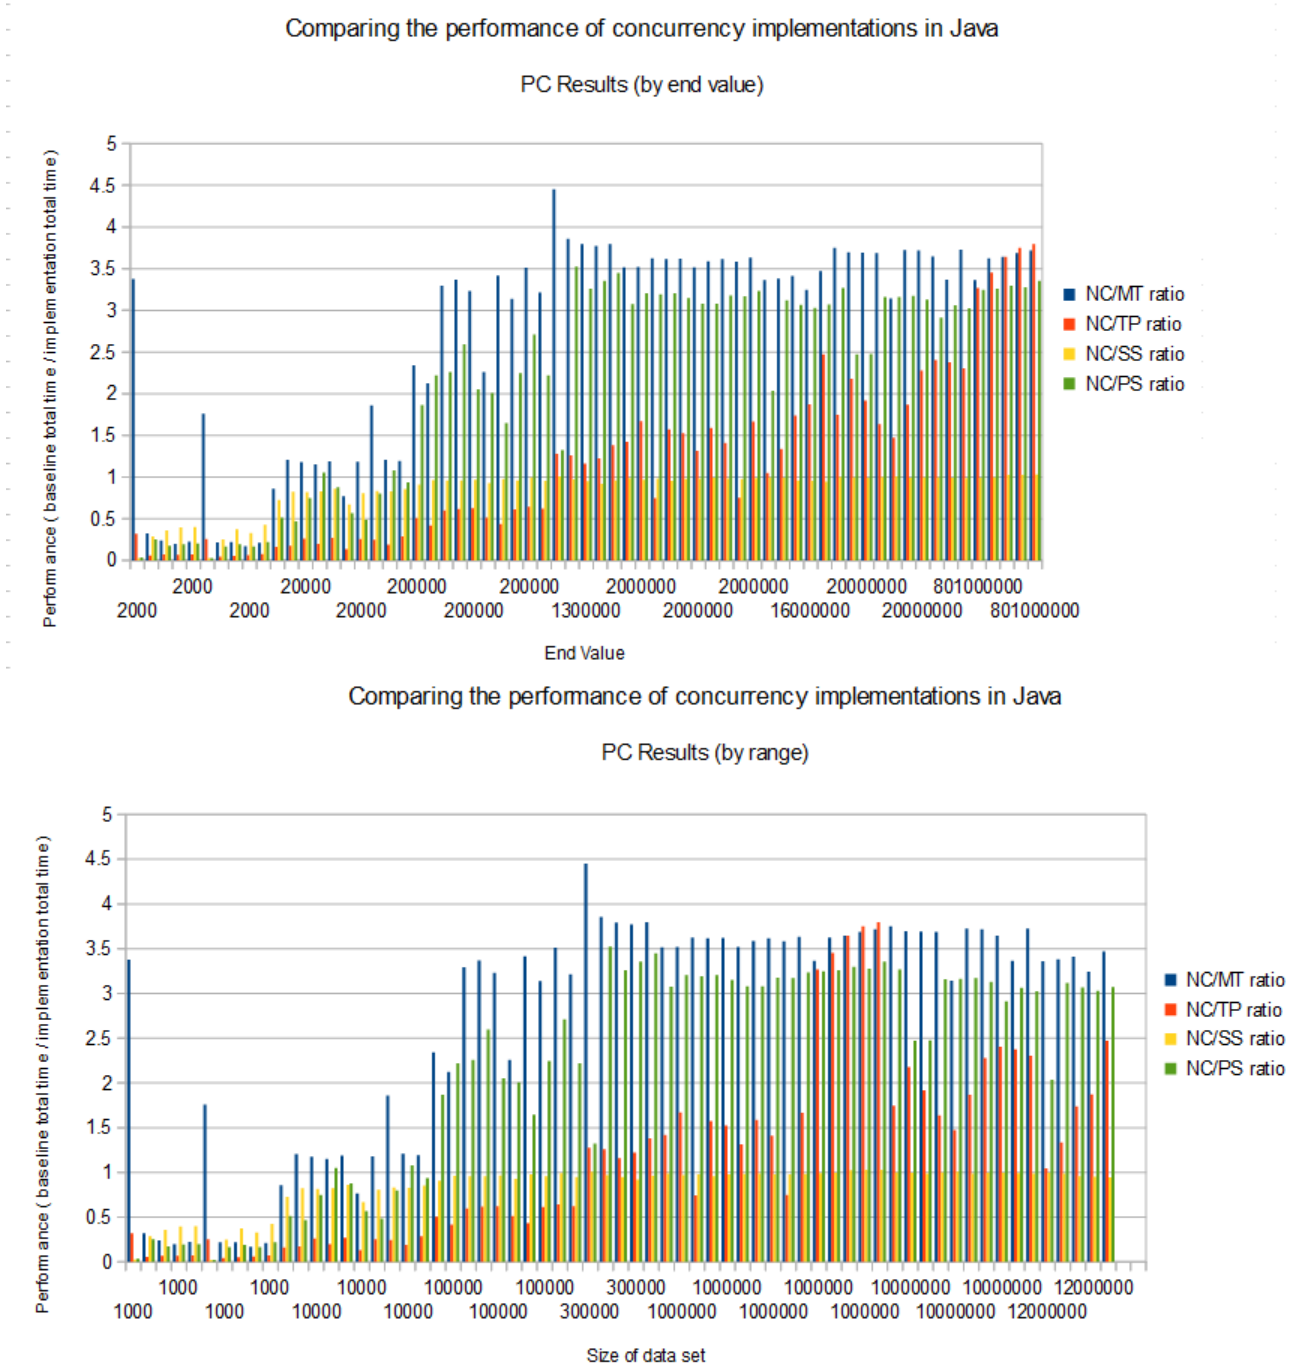 Comparing the performance of concurrency implementations in Java
PC Results (by end value)
Performance ( baseline total time / implementation total time )
5
4.5
4
3.5
3
2.5
2
1.5
1
0.5
0
2000 20000 200000 200000 2000000 2000000 20000000 801000000
2000 2000 20000 200000 1300000 2000000 16000000 20000000 801000000
End Value
NC/MT ratio
NC/TP ratio
NC/SS ratio
NC/PS ratio
Comparing the performance of concurrency implementations in Java
PC Results (by range)
Performance ( baseline total time / implementation total time )
5
4.5
4
3.5
3
2.5
2
1.5
1
0.5
0
1000 1000 10000 100000 100000 300000 1000000 1000000 10000000 10000000 12000000
1000 1000 10000 10000 100000 300000 1000000 1000000 1000000 10000000 12000000
Size of data set
NC/MT ratio
NC/TP ratio
NC/SS ratio
NC/PS ratio